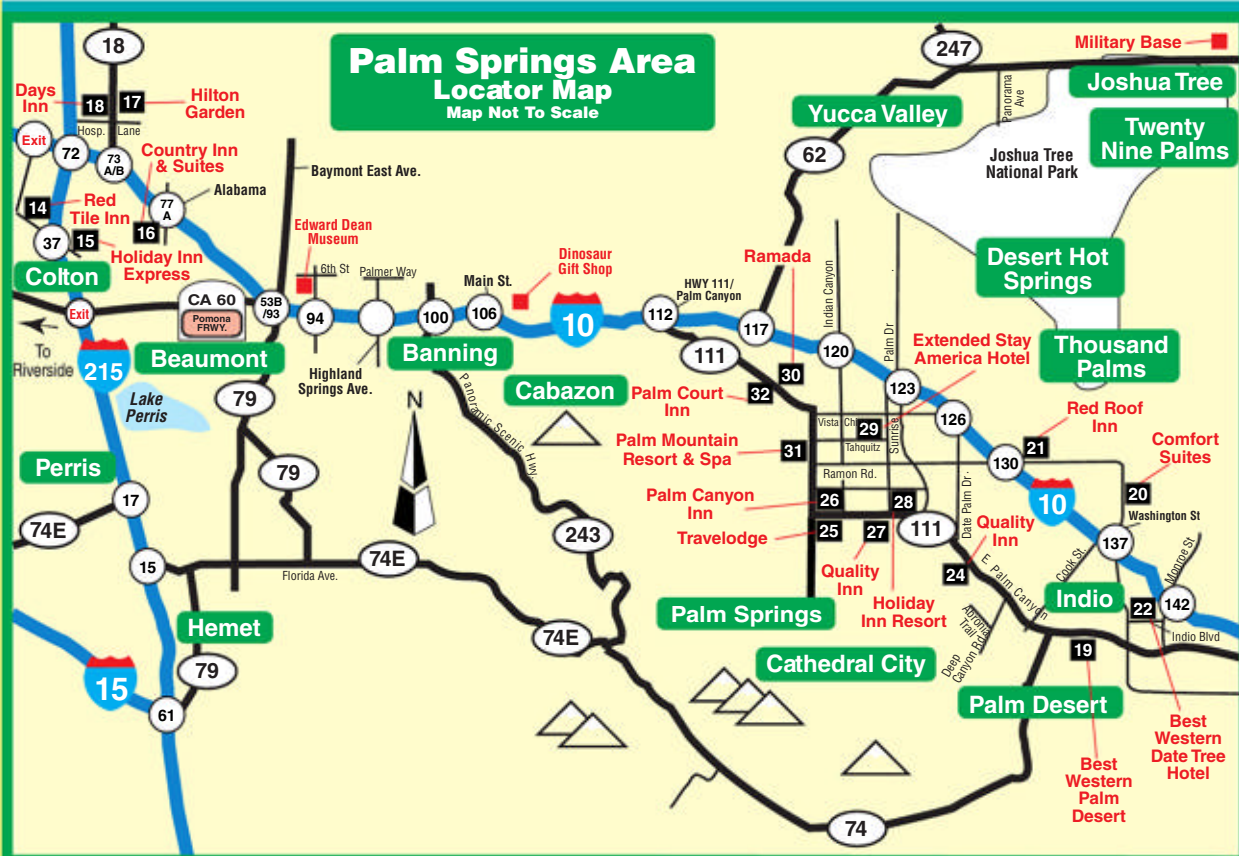 Palm Springs Area
Locator Map
Map Not To Scale
18
247
Military Base
Joshua Tree
Days
Inn
18
17
Hilton
Garden
Hosp. Lane
Exit
72
73
A/B
Country Inn
& Suites
77
A
Alabama
14
Red
Tile Inn
16
37
15
Holiday Inn
Express
Colton
Baymont East Ave.
Edward Dean
Museum
6th St
Palmer Way
Main St.
Dinosaur
Gift Shop
Yucca Valley
62
Panorama
Ave
Joshua Tree
National Park
Twenty
Nine Palms
Desert Hot
Springs
Thousand
Palms
Ramada
HWY 111/
Palm Canyon
Indian Canyon
Palm Dr
Exit
CA 60
Pomona
FRWY.
53B
/93
94
100
106
10
112
117
120
123
126
130
To
Riverside
215
Beaumont
Banning
Highland
Springs Ave.
Lake
Perris
79
Cabazon
111
30
32
Palm Court
Inn
Extended Stay
America Hotel
29
Tahquitz
Sunrise
Red Roof
Inn
21
Comfort
Suites
20
Panoramic Scenic Hwy.
N
Palm Mountain
Resort & Spa
31
Ramon Rd.
10
Washington St
137
Perris
17
79
74E
Palm Canyon
Inn
26
28
Travelodge
25
27
111
Date Palm Dr.
Quality
Inn
24
243
15
74E
Florida Ave.
Quality
Inn
Holiday
Inn Resort
E Palm Canyon
Cook St.
Monroe St
142
Indio
22
Indio Blvd
Hemet
74E
79
15
61
Palm Springs
Cathedral City
Abronia
Trail
Deep
Canyon Rd.
19
Palm Desert
Best
Western
Date Tree
Hotel
Best
Western
Palm
Desert
74